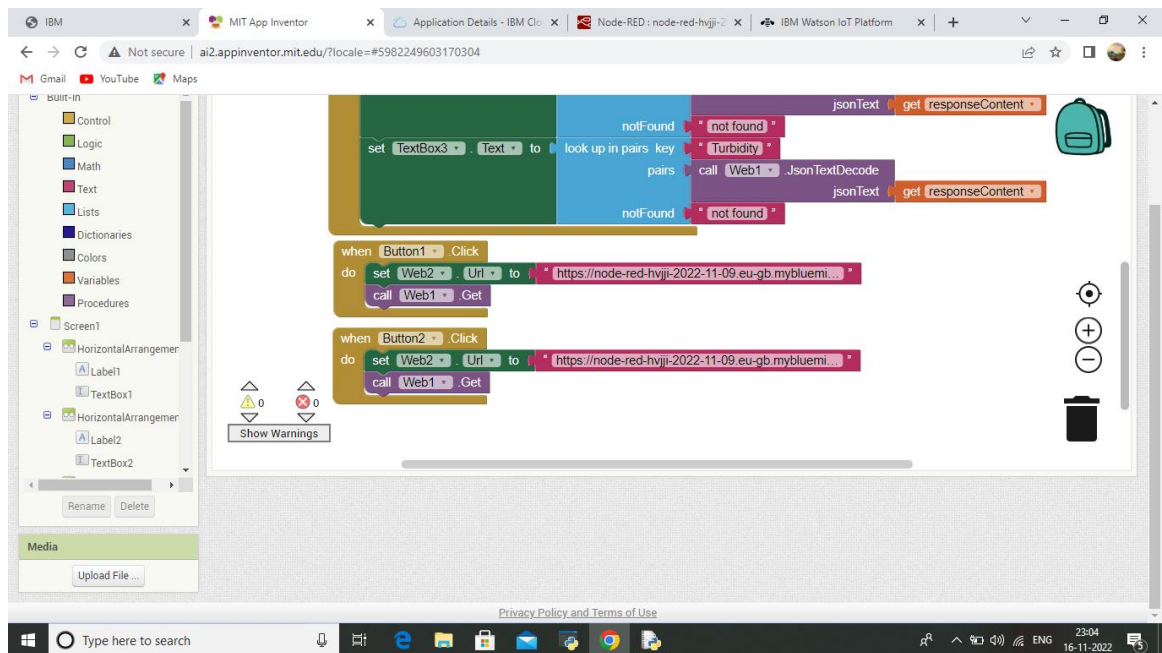 IBM
MIT App Inventor
Application Details - IBM Clo
Node-RED : node-red-hvjji-2
IBM Watson IoT Platform
Not secure | ai2.appinventor.mit.edu/?locale=#5982249603170304
Gmail YouTube Maps
Built-in
Control
Logic
Math
Text
Lists
Dictionaries
Colors
Variables
Procedures
Screen1
HorizontalArrangemen
Label1
TextBox1
HorizontalArrangemen
Label2
TextBox2
Rename Delete
Media
Upload File ...
jsonText get responseContent
notFound " not found "
set TextBox3 . Text to look up in pairs key " Turbidity "
pairs call Web1 .JsonTextDecode
jsonText get responseContent
notFound " not found "
when Button1 .Click
do set Web2 . Url to " https://node-red-hvjji-2022-11-09.eu-gb.mybluemi... "
call Web1 .Get
when Button2 .Click
do set Web2 . Url to " https://node-red-hvjji-2022-11-09.eu-gb.mybluemi... "
call Web1 .Get
0 0
Show Warnings
Privacy Policy and Terms of Use
Type here to search
ENG
23:04
16-11-2022
5